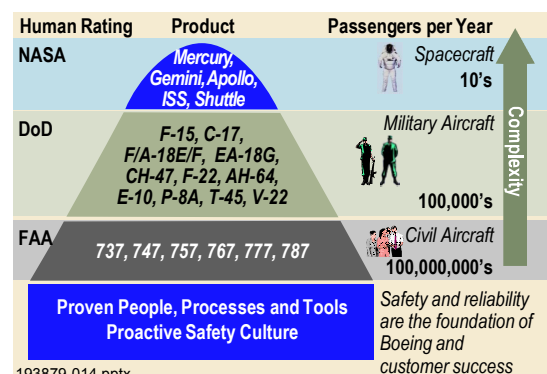 Human Rating Product Passengers per Year
NASA
Mercury,
Gemini, Apollo,
ISS, Shuttle
Spacecraft
10's
DoD
F-15, C-17,
F/A-18E/F, EA-18G,
CH-47, F-22, AH-64,
E-10, P-8A, T-45, V-22
Military Aircraft
100,000's
FAA
737, 747, 757, 767, 777, 787
Civil Aircraft
100,000,000's
Complexity
Proven People, Processes and Tools
Proactive Safety Culture
Safety and reliability
are the foundation of
Boeing and
customer success
193879-014.pptx